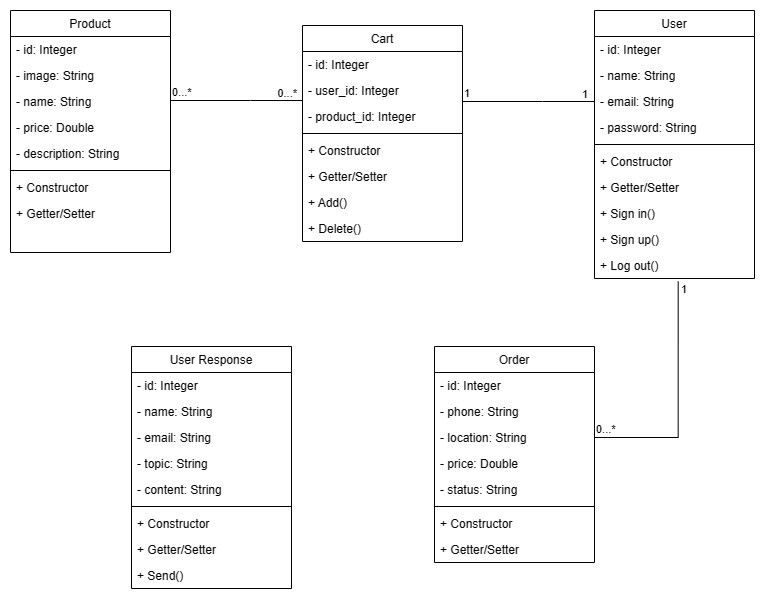 Product
- id: Integer
- image: String
- name: String
- price: Double
- description: String
+ Constructor
+ Getter/Setter
0...*
0...*
Cart
- id: Integer
- user_id: Integer
- product_id: Integer
+ Constructor
+ Getter/Setter
+ Add()
+ Delete()
1
1
User
- id: Integer
- name: String
- email: String
- password: String
+ Constructor
+ Getter/Setter
+ Sign in()
+ Sign up()
+ Log out()
1
0...*
User Response
- id: Integer
- name: String
- email: String
- topic: String
- content: String
+ Constructor
+ Getter/Setter
+ Send()
Order
- id: Integer
- phone: String
- location: String
- price: Double
- status: String
+ Constructor
+ Getter/Setter